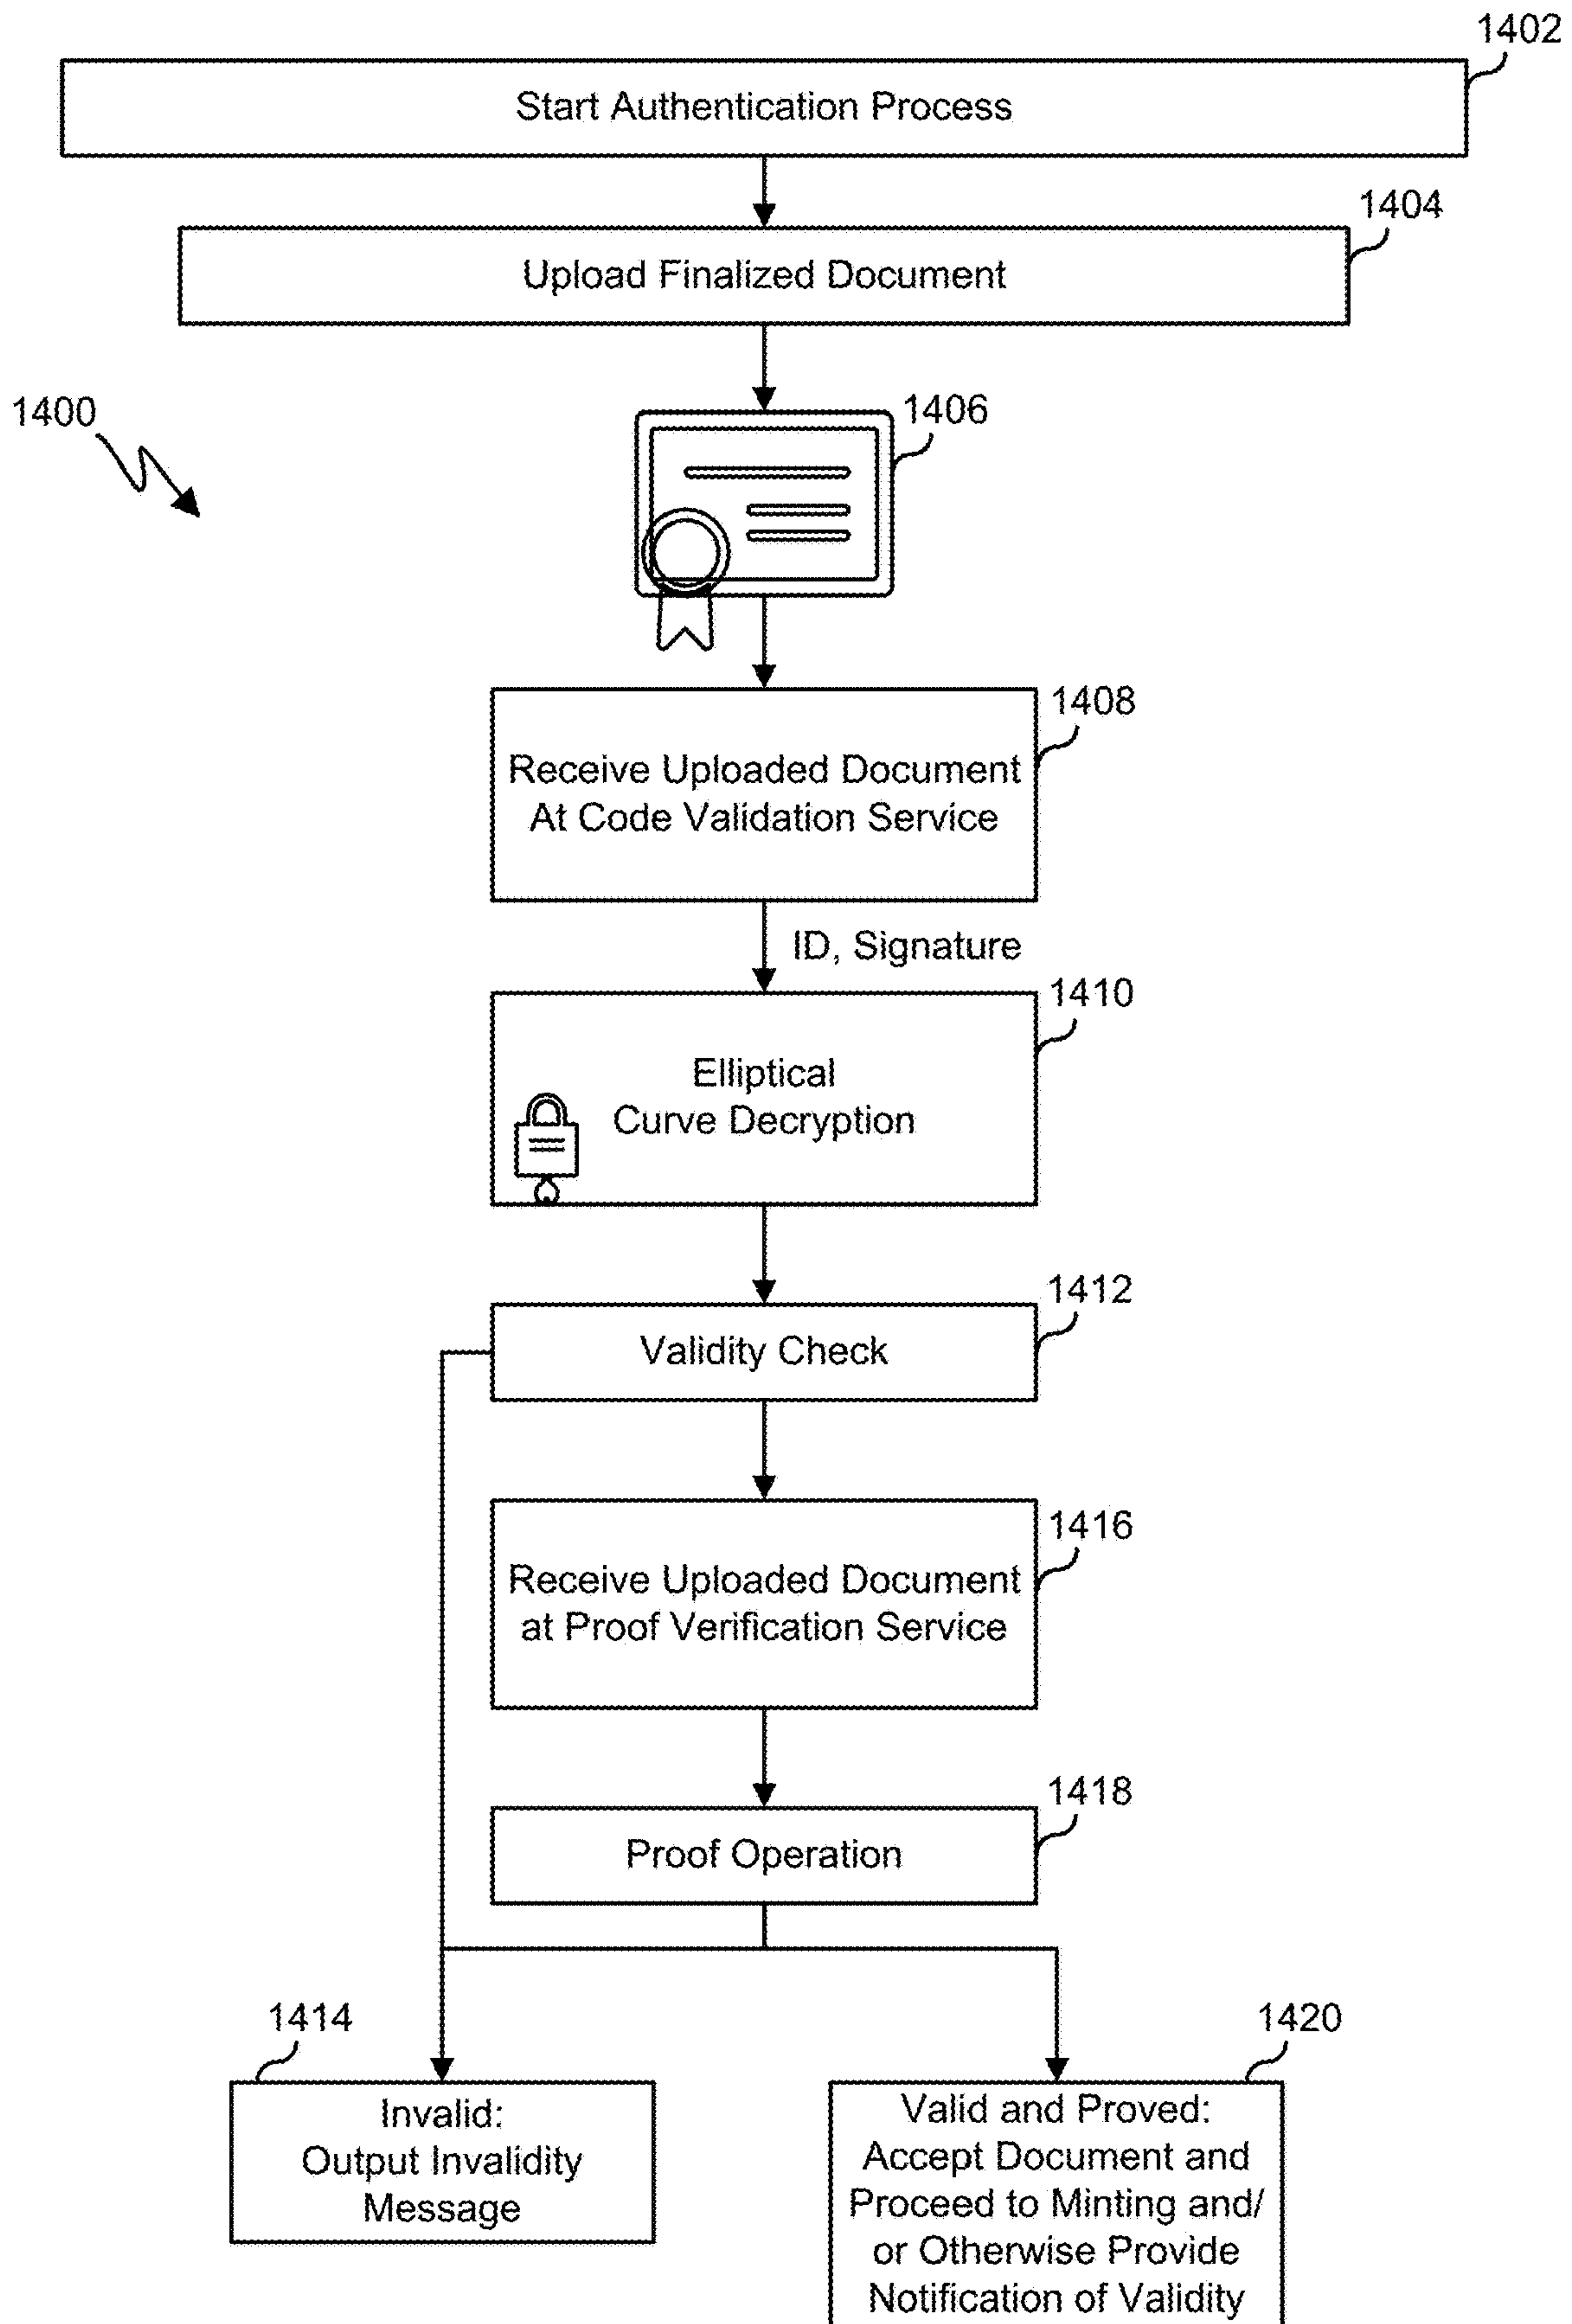 1402
Start Authentication Process
1404
Upload Finalized Document
1400
1406
1408
Receive Uploaded Document
At Code Validation Service
ID, Signature
1410
Elliptical
Curve Decryption
1412
Validity Check
1416
Receive Uploaded Document
at Proof Verification Service
1418
Proof Operation
1414
Invalid:
Output Invalidity
Message
1420
Valid and Proved:
Accept Document and
Proceed to Minting and/
or Otherwise Provide
Notification of Validity